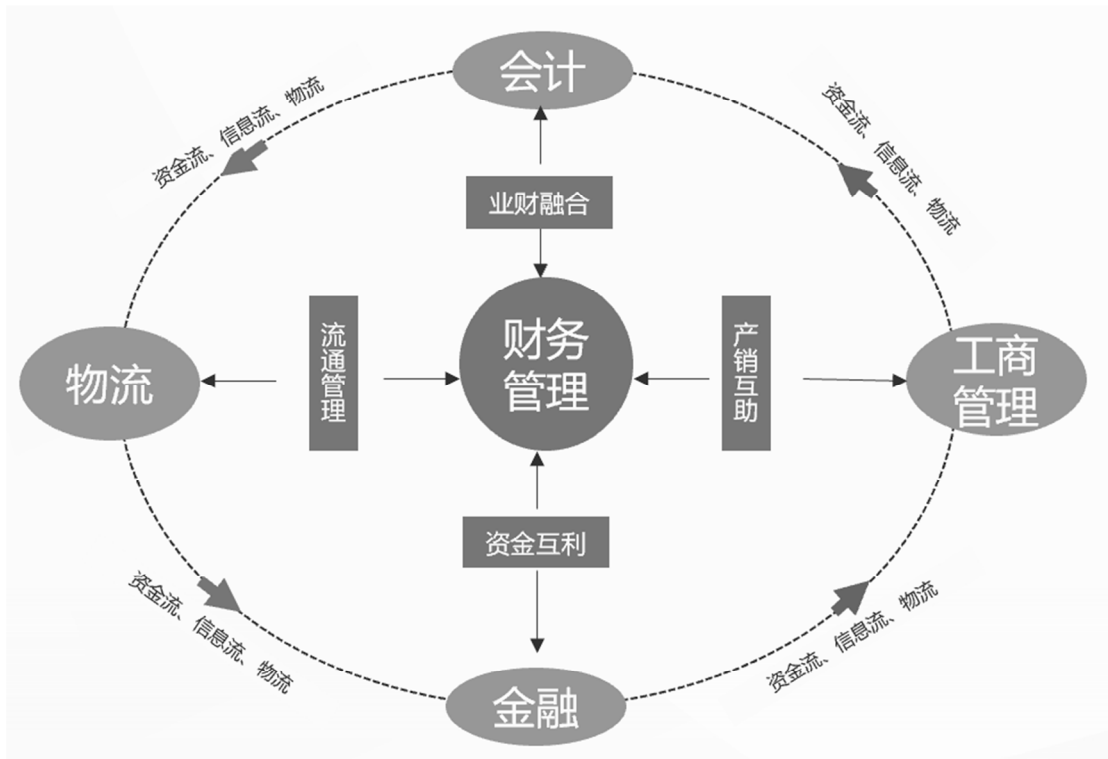 会计
资金流、信息流、物流
资金流、信息流、物流
业财融合
流通管理
财务
管理
产销互助
物流
工商
管理
资金互利
资金流、信息流、物流
资金流、信息流、物流
金融